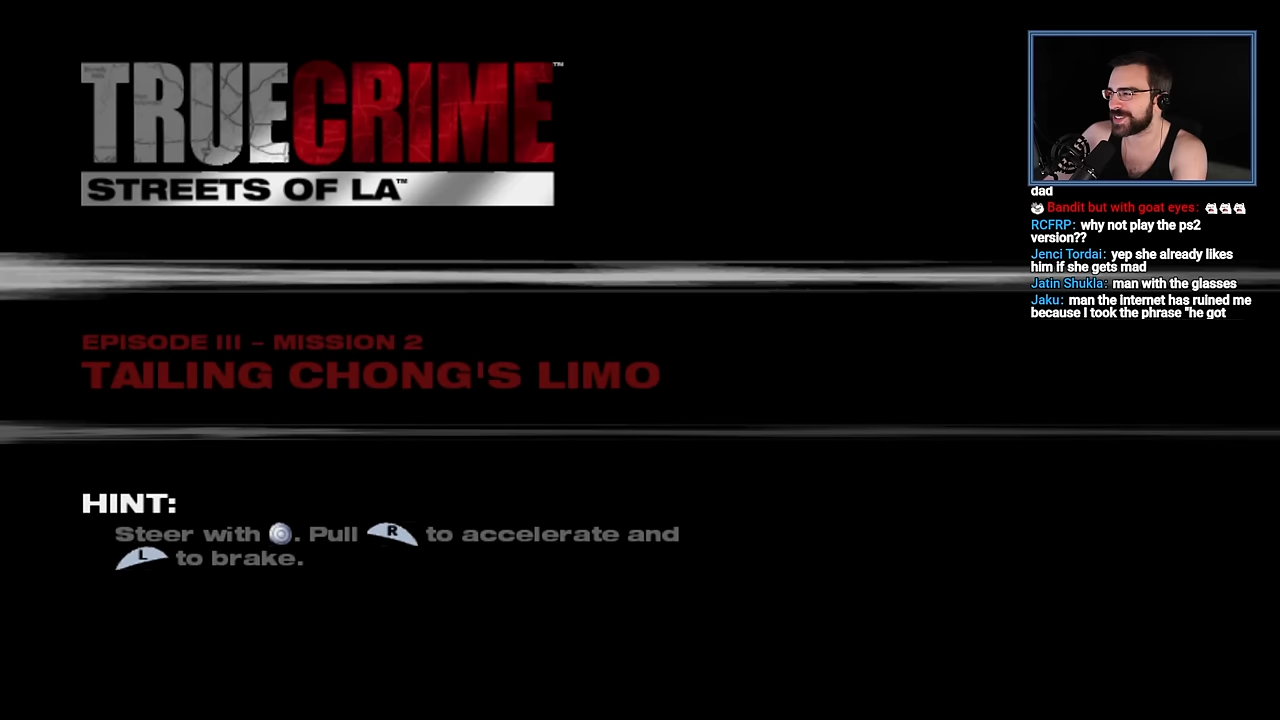 TRUECRIME™
STREETS OF LA™
EPISODE III - MISSION 2
TAILING CHONG'S LIMO
HINT:
Steer with . Pull R to accelerate and
L to brake.
dad
Bandit but with goat eyes:
RCFRP: why not play the ps2
version??
Jenci Tordai: yep she already likes
him if she gets mad
Jatin Shukla: man with the glasses
Jaku: man the internet has ruined me
because I took the phrase "he got